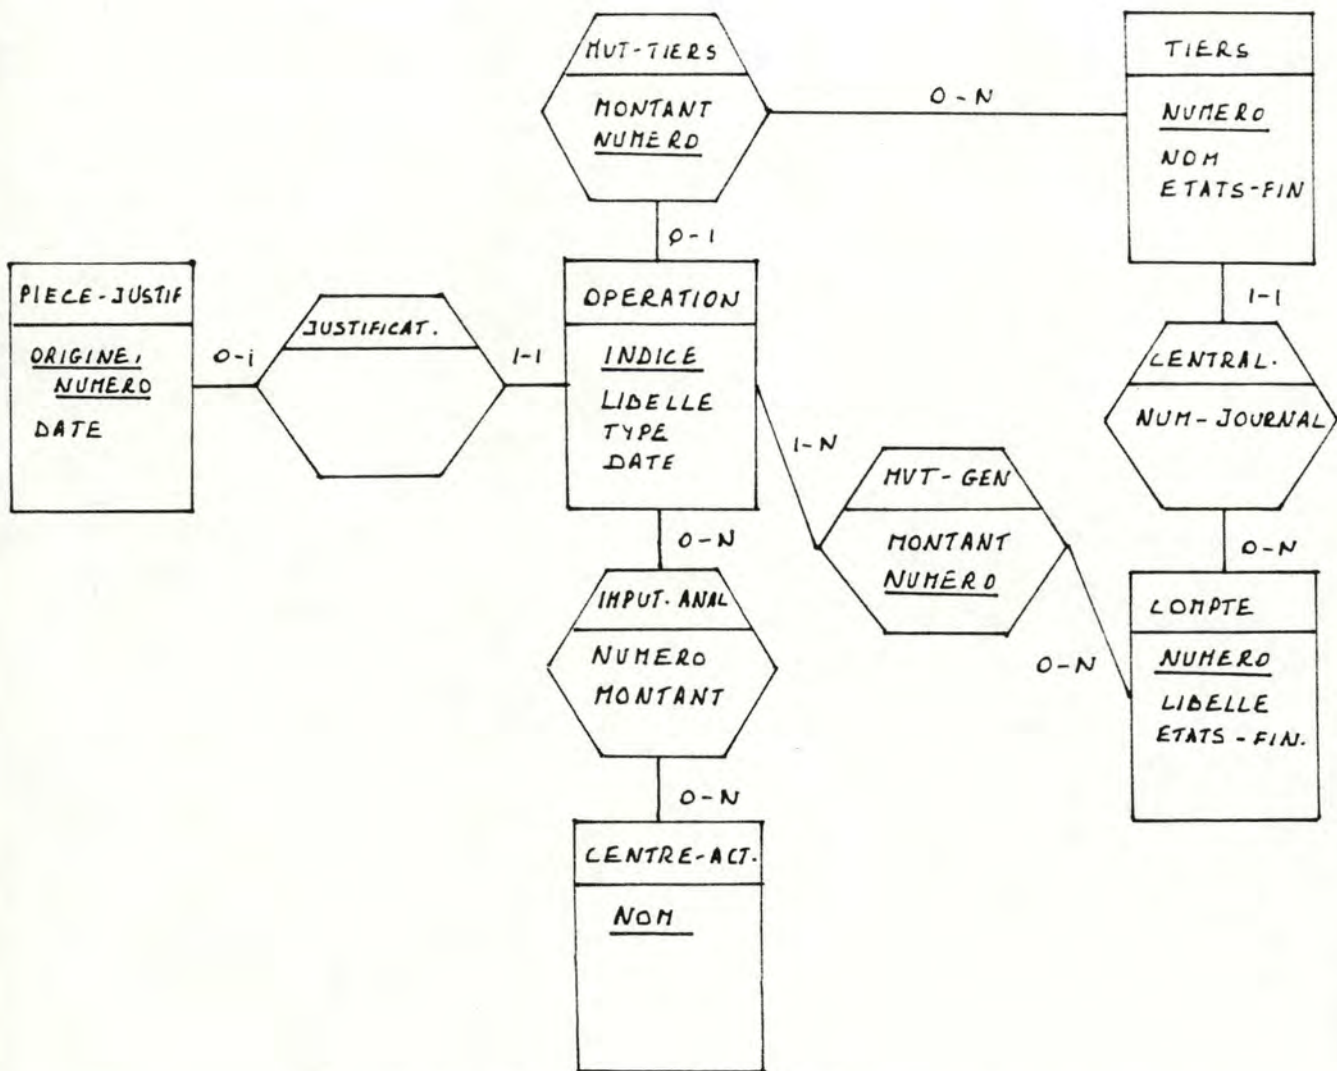 MUT-TIERS
MONTANT
NUMERO
0-N
TIERS
NUMERO
NOM
ETATS-FIN
0-1
1-1
PIECE-JUSTIF
ORIGINE,
NUMERO
DATE
0-i
JUSTIFICAT.
1-1
OPERATION
INDICE
LIBELLE
TYPE
DATE
CENTRAL.
NUM-JOURNAL
1-N
MVT-GEN
MONTANT
NUMERO
0-N
0-N
0-N
IMPUT. ANAL
NUMERO
MONTANT
COMPTE
NUMERO
LIBELLE
ETATS-FIN.
0-N
CENTRE-ACT.
NOM